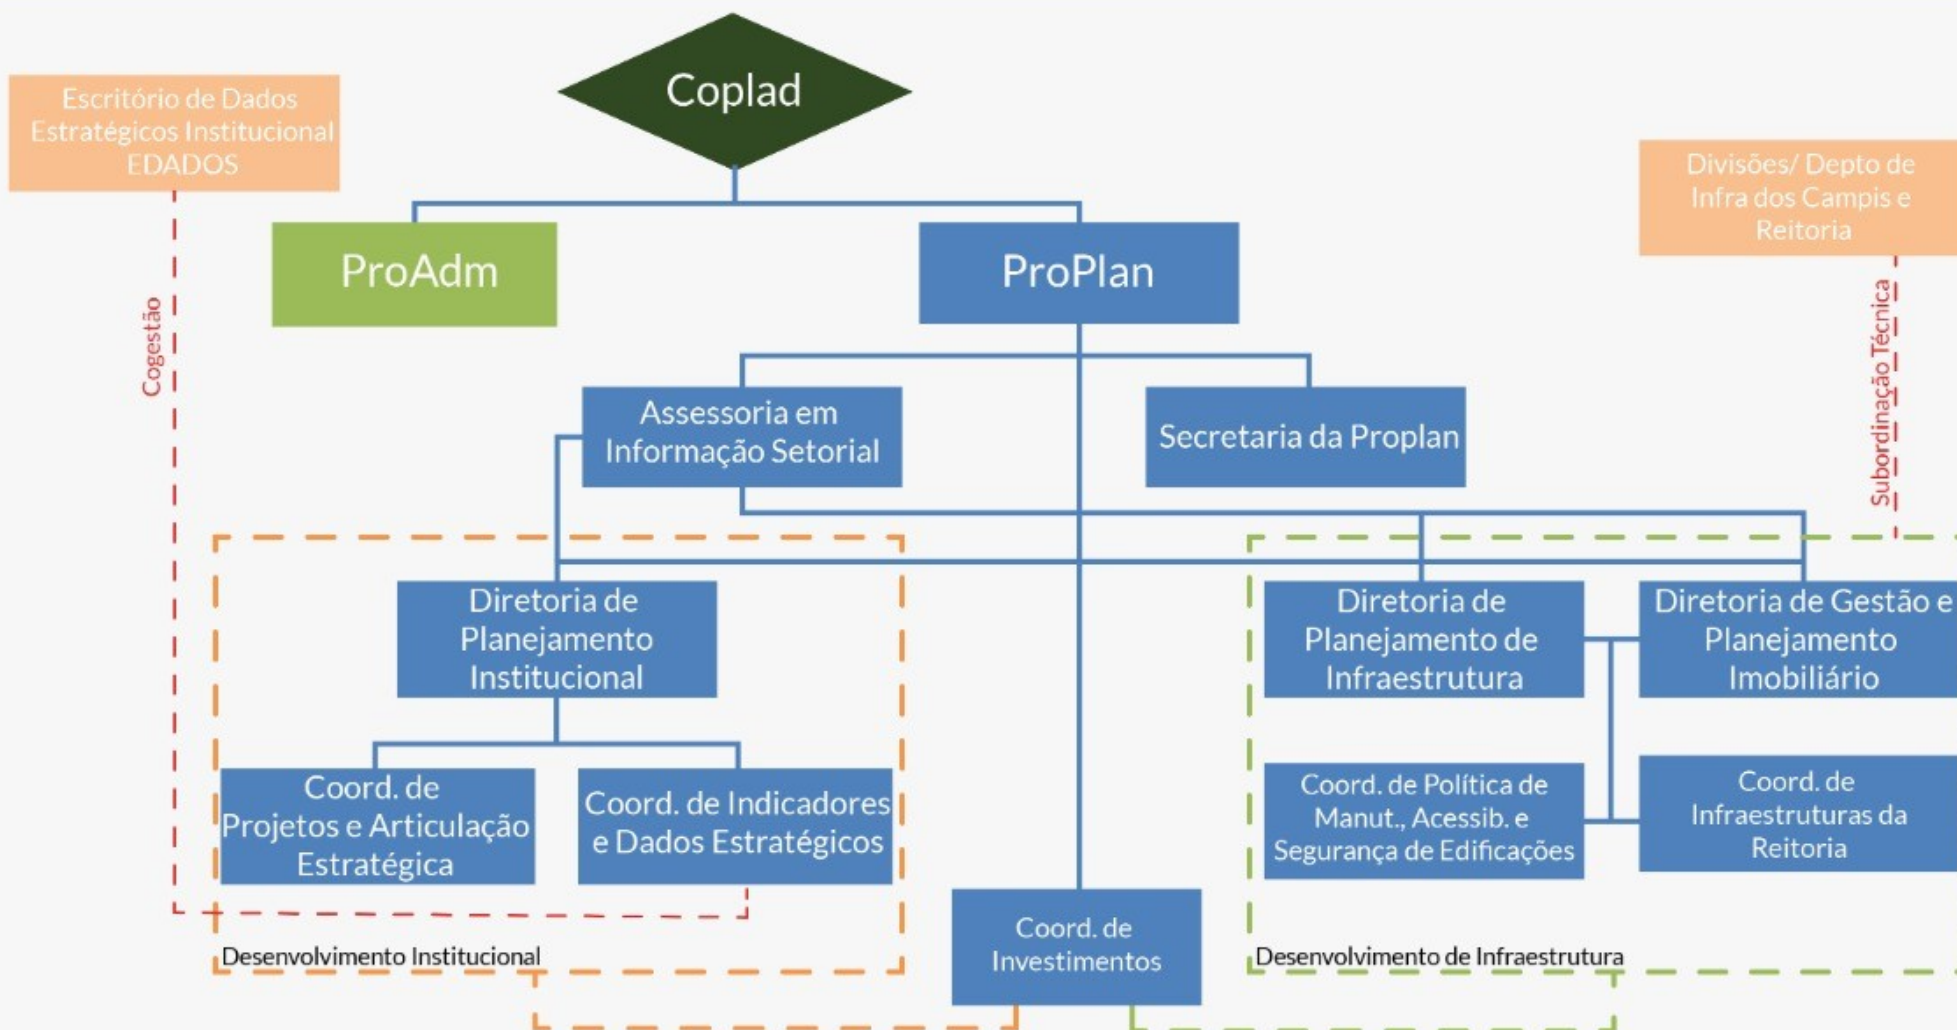 Coplad
Escritório de Dados
Estratégicos Institucional
EDADOS
Divisões/ Depto de
Infra dos Campis e
Reitoria
ProAdm
ProPlan
Cogestão
Subordinação Técnica
Assessoria em
Informação Setorial
Secretaria da Proplan
Diretoria de
Planejamento
Institucional
Diretoria de
Planejamento de
Infraestrutura
Diretoria de Gestão e
Planejamento
Imobiliário
Coord. de
Projetos e Articulação
Estratégica
Coord. de Indicadores
e Dados Estratégicos
Coord. de Política de
Manut., Acessib. e
Segurança de Edificações
Coord. de
Infraestruturas da
Reitoria
Coord. de
Investimentos
Desenvolvimento Institucional
Desenvolvimento de Infraestrutura